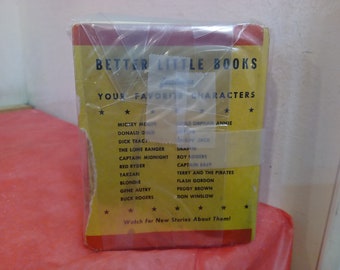 BETTER LITTLE BOOKS
YOUR FAVORITE CHARACTERS
MICKEY MOUSE
DONALD DUCK
DICK TRACY
THE LONE RANGER
CAPTAIN MIDNIGHT
RED RYDER
TARZAN
BLONDIE
GENE AUTRY
BUCK ROGERS
ORPHAN ANNIE
ROY ROGERS
CAPTAIN EASY
TERRY AND THE PIRATES
FLASH GORDON
PEGGY BROWN
DON WINSLOW
Watch for New Stories About Them!